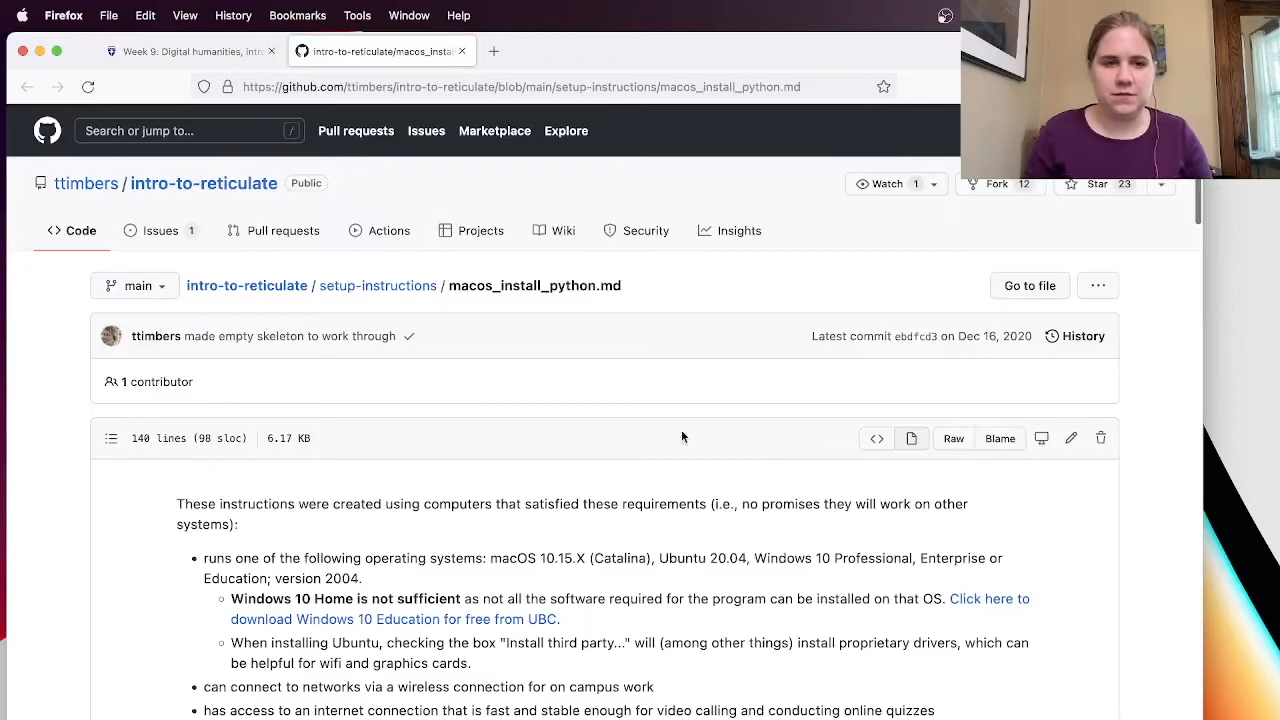 Firefox File Edit View History Bookmarks Tools Window Help
Week 9: Digital humanities, intro
intro-to-reticulate/macos_instal
https://github.com/ttimbers/intro-to-reticulate/blob/main/setup-instructions/macos_install_python.md
Search or jump to... /
Pull requests Issues Marketplace Explore
ttimbers / intro-to-reticulate Public
Watch 1 Fork 12 Star 23
Code Issues 1 Pull requests Actions Projects Wiki Security Insights
main intro-to-reticulate / setup-instructions / macos_install_python.md Go to file ...
ttimbers made empty skeleton to work through Latest commit ebdfcd3 on Dec 16, 2020 History
1 contributor
140 lines (98 sloc) 6.17 KB <> Raw Blame
These instructions were created using computers that satisfied these requirements (i.e., no promises they will work on other
systems):
• runs one of the following operating systems: macOS 10.15.X (Catalina), Ubuntu 20.04, Windows 10 Professional, Enterprise or
Education; version 2004.
◦ Windows 10 Home is not sufficient as not all the software required for the program can be installed on that OS. Click here to
download Windows 10 Education for free from UBC.
◦ When installing Ubuntu, checking the box "Install third party..." will (among other things) install proprietary drivers, which can
be helpful for wifi and graphics cards.
• can connect to networks via a wireless connection for on campus work
• has access to an internet connection that is fast and stable enough for video calling and conducting online quizzes